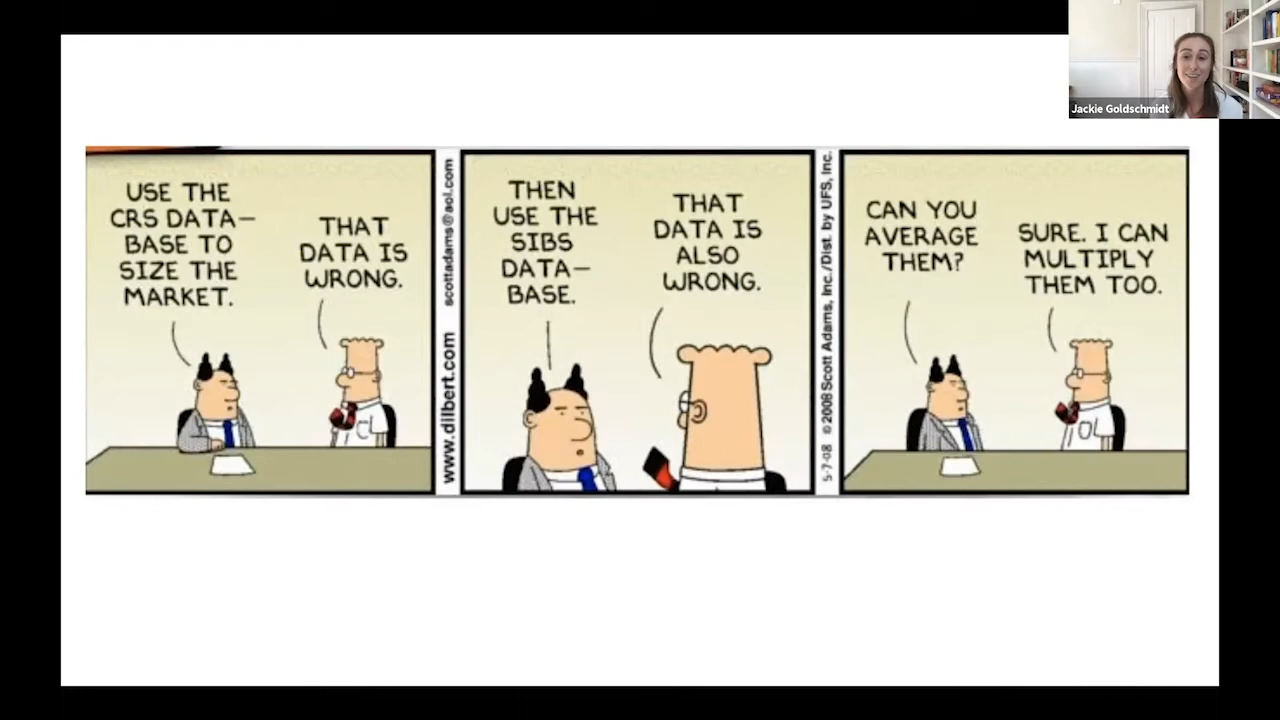 Jackie Goldschmidt
USE THE
CRS DATA-
BASE TO
SIZE THE
MARKET.
THAT
DATA IS
WRONG.
www.dilbert.com scottadams@aol.com
THEN
USE THE
SIBS
DATA-
BASE.
THAT
DATA IS
ALSO
WRONG.
5-7-08 ©2008 Scott Adams, Inc./Dist. by UFS, Inc.
CAN YOU
AVERAGE
THEM?
SURE. I CAN
MULTIPLY
THEM TOO.